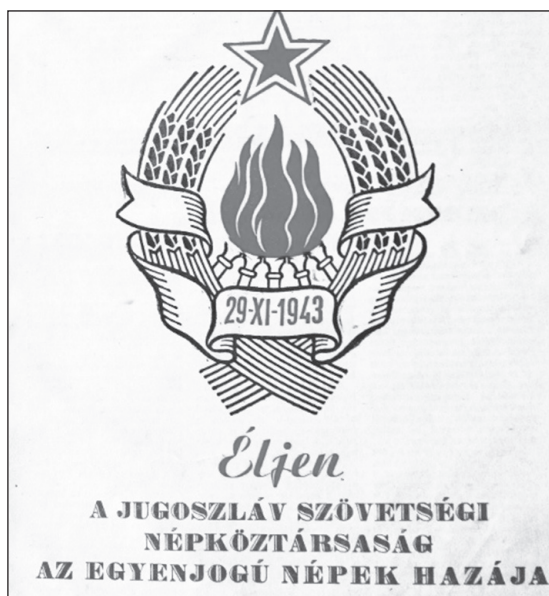 29-XI-1943
Éljen
A JUGOSZLÁV SZÖVETSÉGI
NÉPKÖZTÁRSASÁG
AZ EGYENJOGÚ NÉPEK HAZÁJA